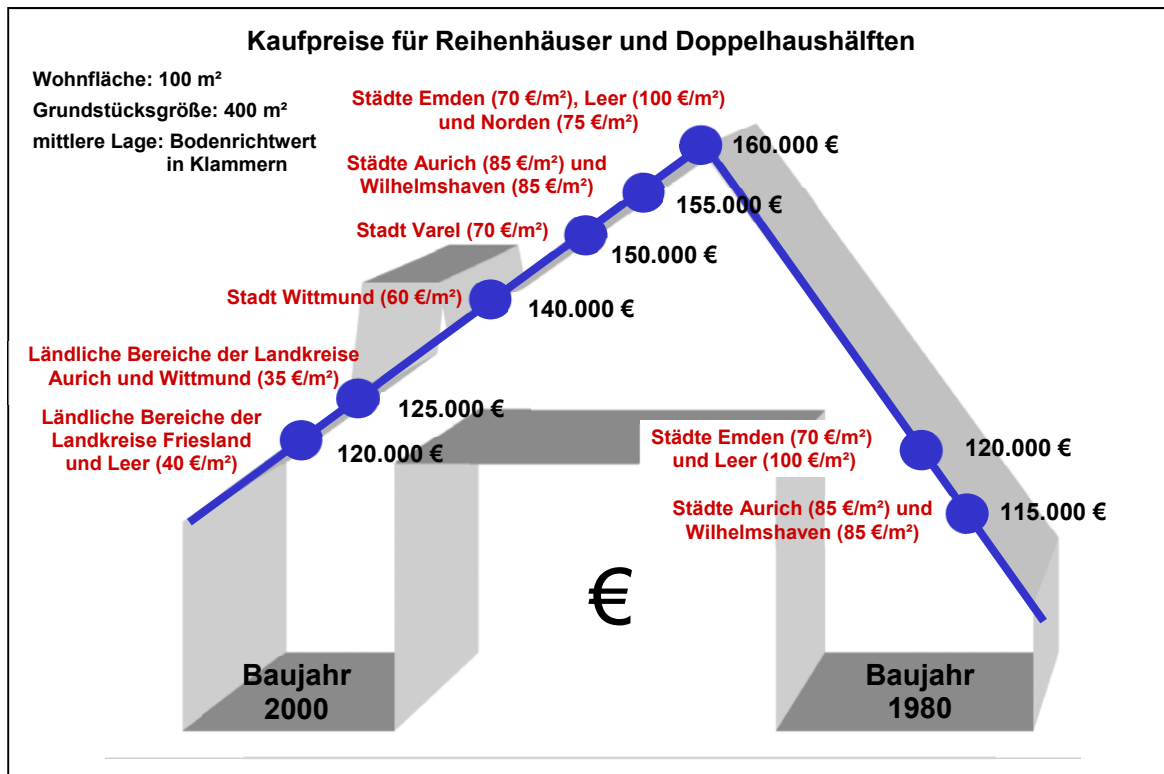 Kaufpreise für Reihenhäuser und Doppelhaushälften
Wohnfläche: 100 m²
Grundstücksgröße: 400 m²
mittlere Lage: Bodenrichtwert
in Klammern
Städte Emden (70 €/m²), Leer (100 €/m²)
und Norden (75 €/m²)
160.000 €
Städte Aurich (85 €/m²) und
Wilhelmshaven (85 €/m²)
155.000 €
Stadt Varel (70 €/m²)
150.000 €
Stadt Wittmund (60 €/m²)
140.000 €
Ländliche Bereiche der Landkreise
Aurich und Wittmund (35 €/m²)
125.000 €
Ländliche Bereiche der
Landkreise Friesland
und Leer (40 €/m²)
120.000 €
Städte Emden (70 €/m²)
und Leer (100 €/m²)
120.000 €
Städte Aurich (85 €/m²) und
Wilhelmshaven (85 €/m²)
115.000 €
€
Baujahr
2000
Baujahr
1980